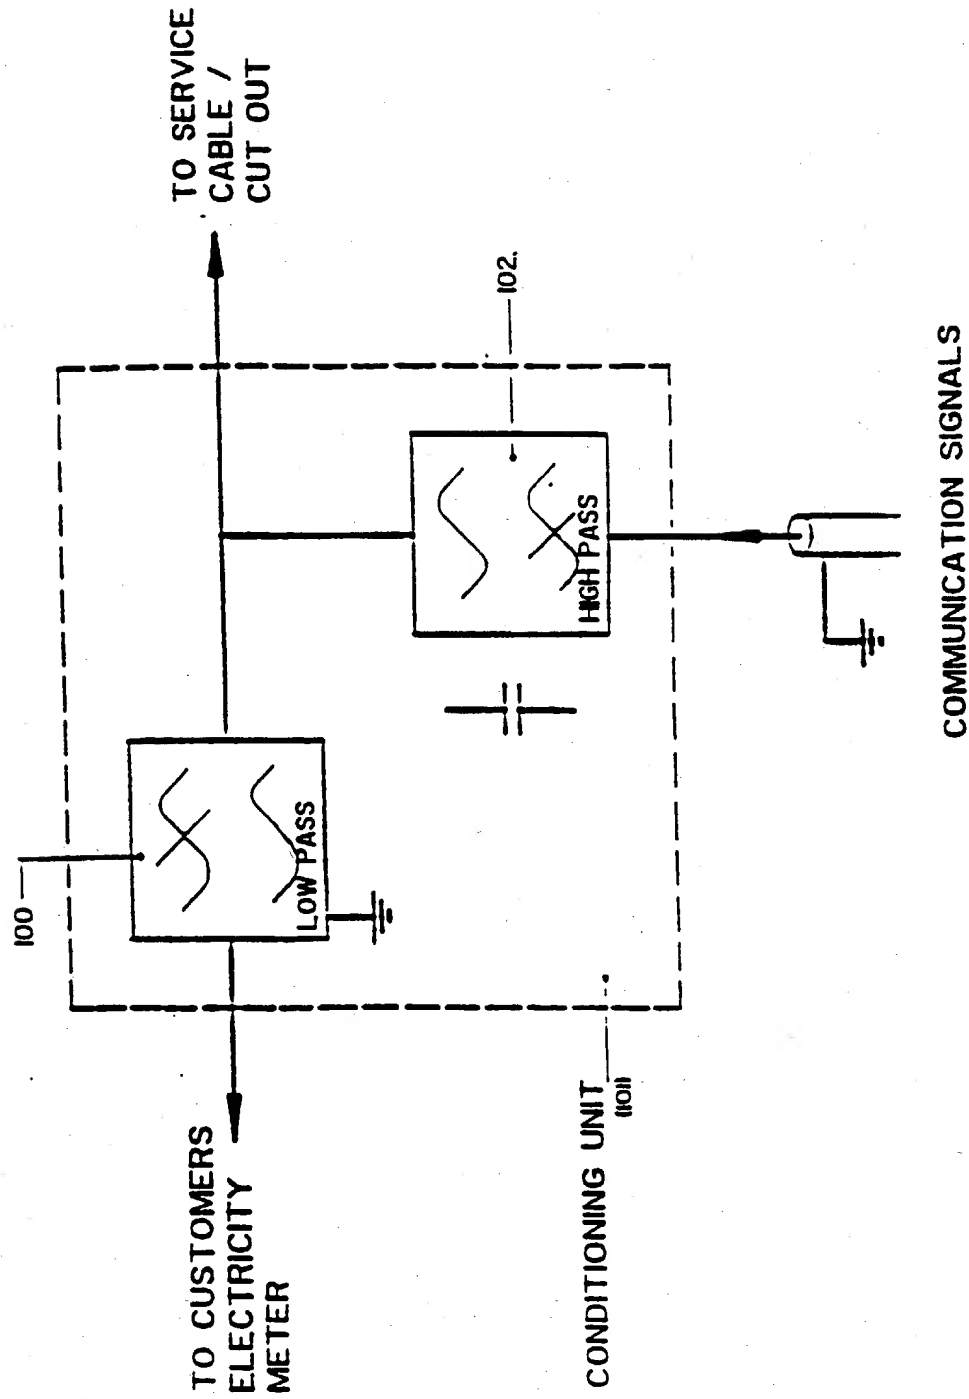 100
TO CUSTOMERS
ELECTRICITY
METER
TO SERVICE
CABLE /
CUT OUT
LOW PASS
102.
HIGH PASS
CONDITIONING UNIT
(101)
COMMUNICATION SIGNALS